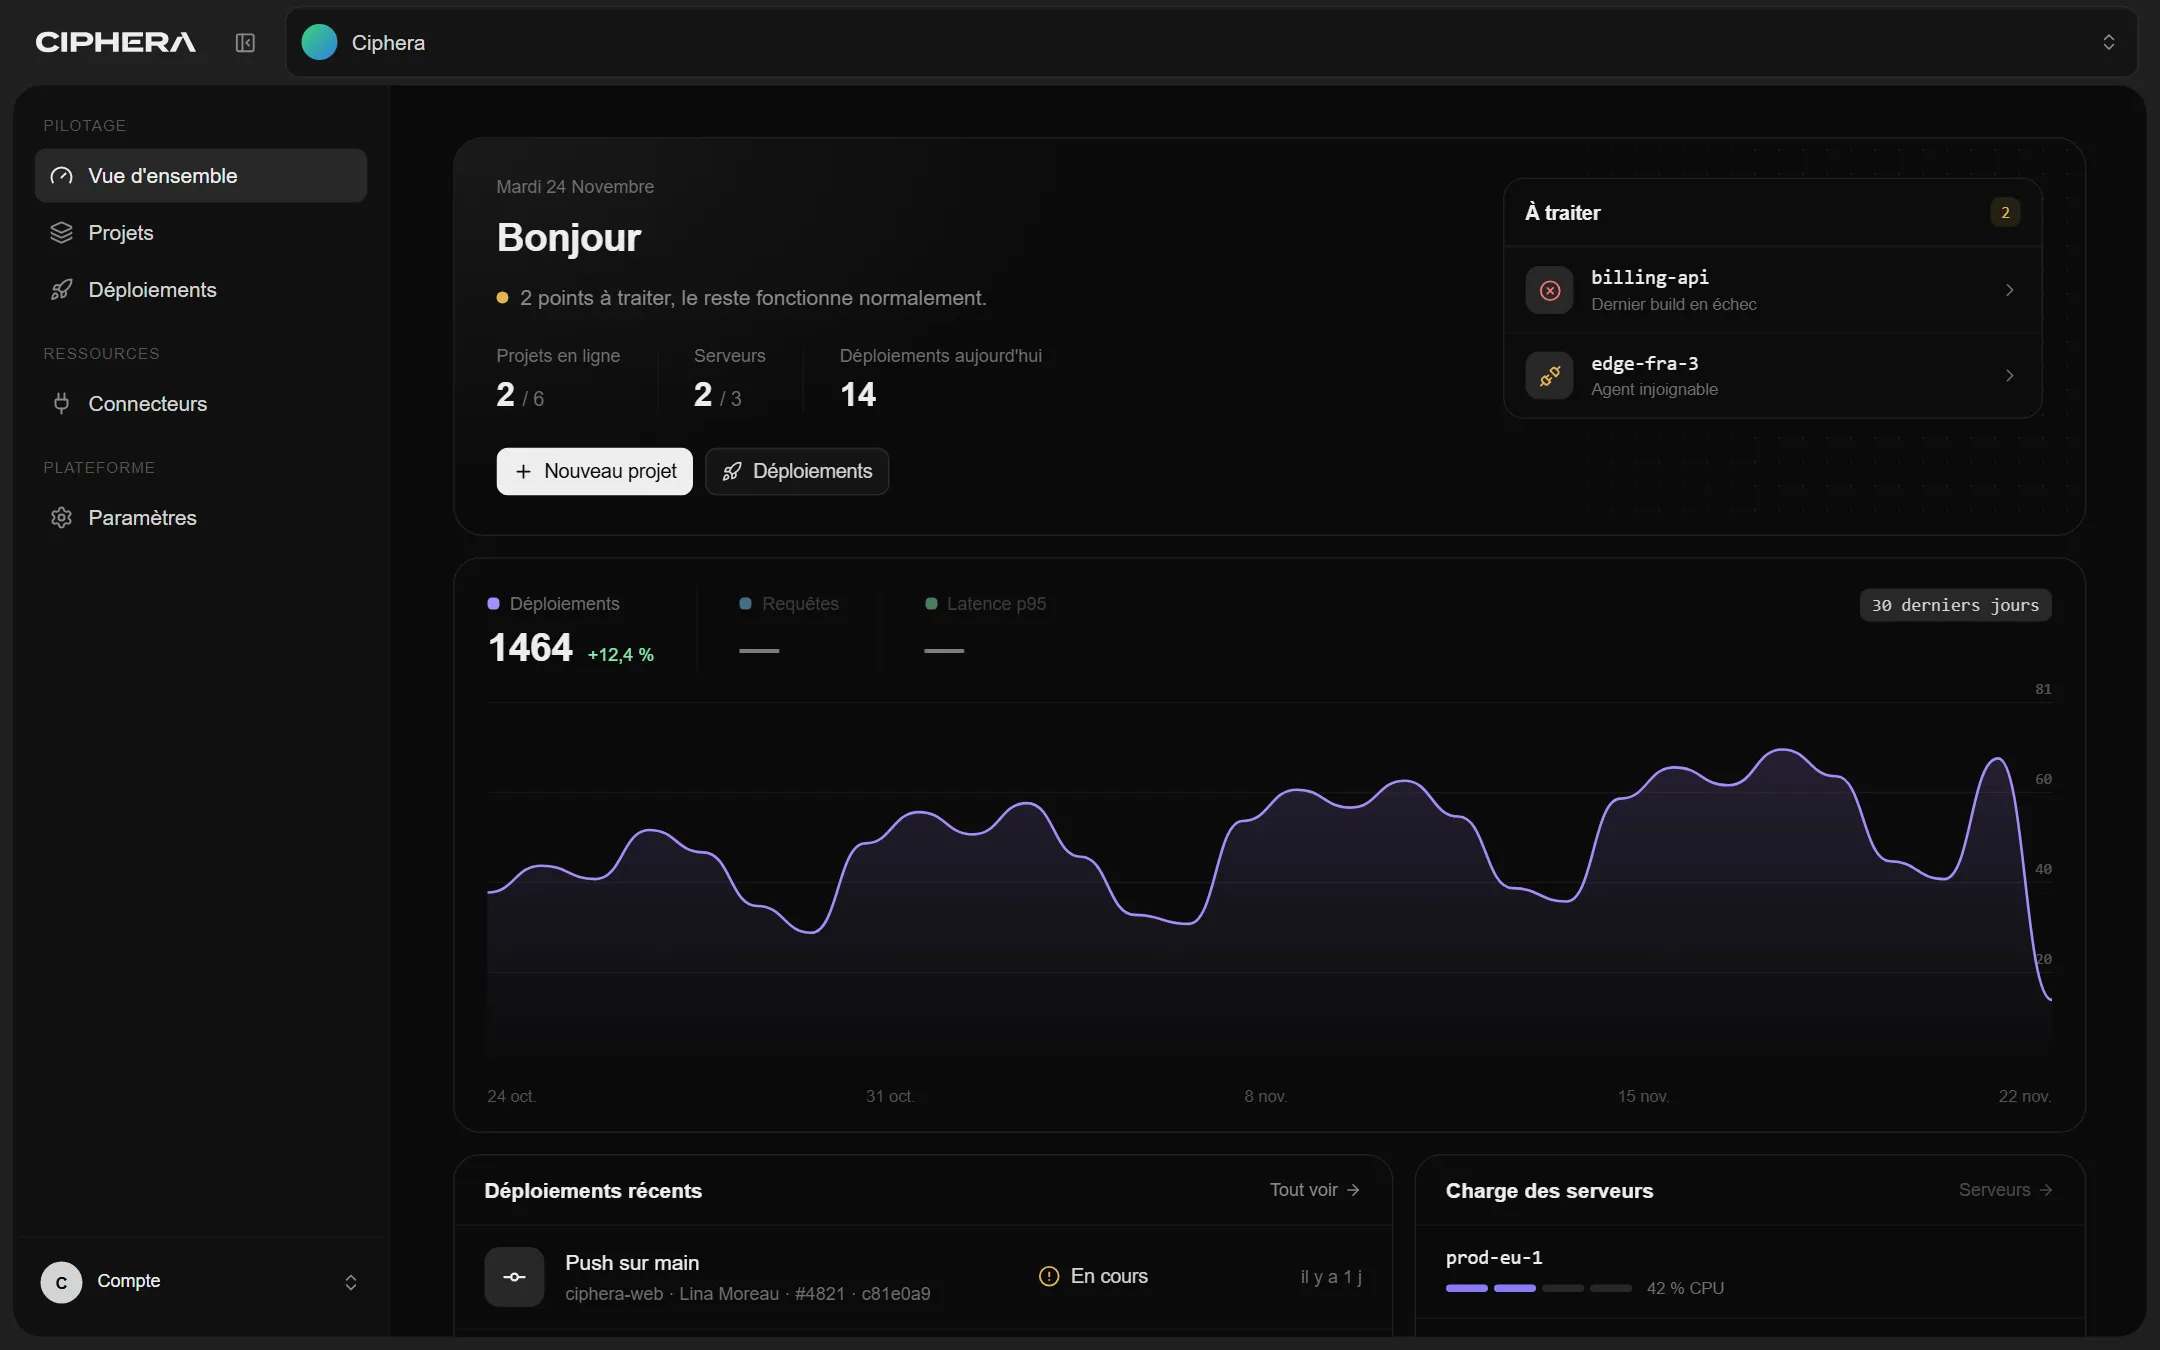 CIPHERA
Ciphera
PILOTAGE
Vue d'ensemble
Projets
Déploiements
RESSOURCES
Connecteurs
PLATEFORME
Paramètres
C
Compte
Mardi 24 Novembre
Bonjour
2 points à traiter, le reste fonctionne normalement.
Projets en ligne
2 / 6
Serveurs
2 / 3
Déploiements aujourd'hui
14
Nouveau projet
Déploiements
À traiter
2
billing-api
Dernier build en échec
edge-fra-3
Agent injoignable
Déploiements
1464 +12,4 %
Requêtes
—
Latence p95
—
30 derniers jours
81
60
40
20
24 oct.
31 oct.
8 nov.
15 nov.
22 nov.
Déploiements récents
Tout voir →
Push sur main
ciphera-web · Lina Moreau · #4821 · c81e0a9
En cours
il y a 1 j
Charge des serveurs
Serveurs →
prod-eu-1
42 % CPU